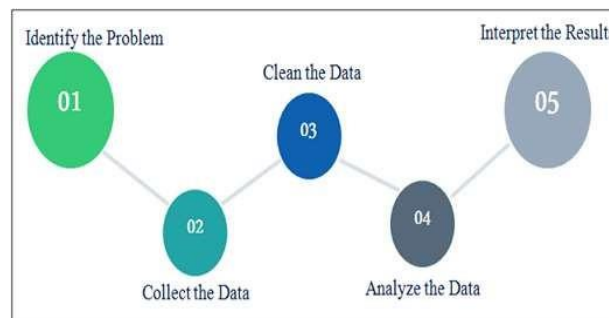 Identify the Problem
01
02
Collect the Data
Clean the Data
03
04
Analyze the Data
Interpret the Result
05